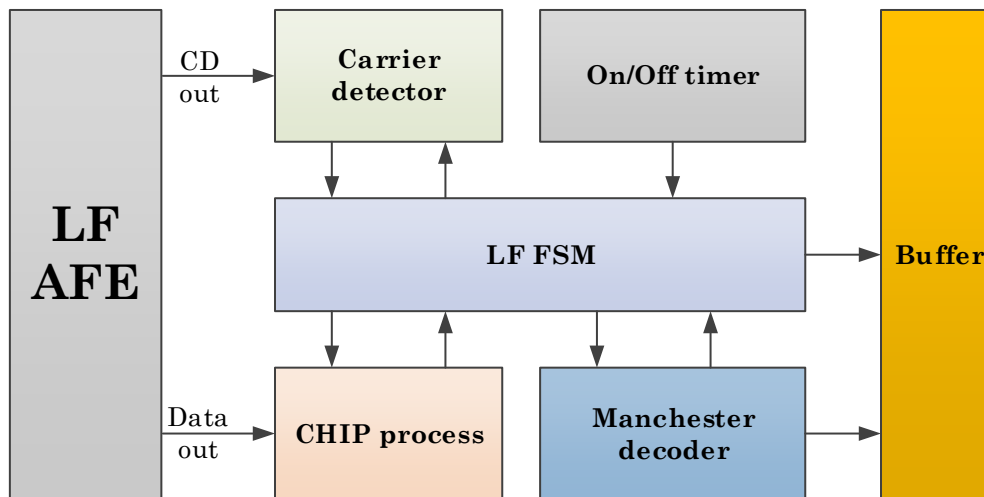 LF
AFE
CD
out
Carrier
detector
On/Off timer
LF FSM
Buffer
Data
out
CHIP process
Manchester
decoder